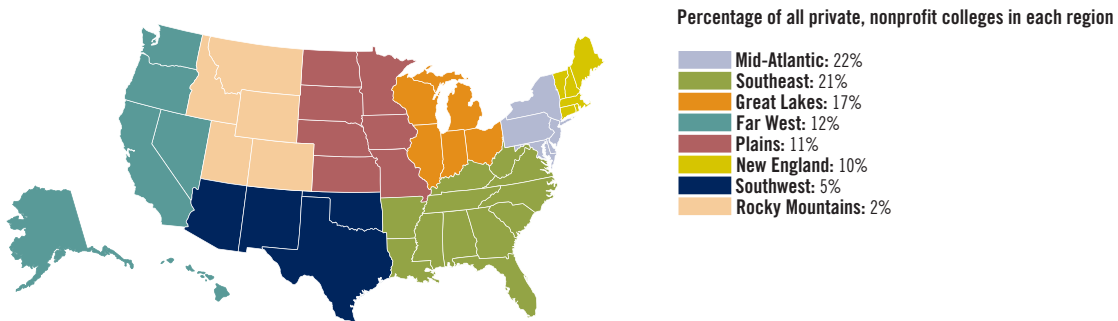 Percentage of all private, nonprofit colleges in each region
Mid-Atlantic: 22%
Southeast: 21%
Great Lakes: 17%
Far West: 12%
Plains: 11%
New England: 10%
Southwest: 5%
Rocky Mountains: 2%